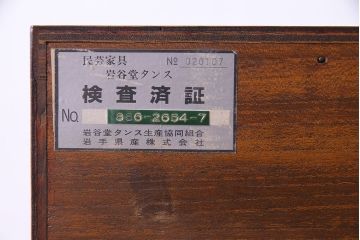 民芸家具 № 020107
岩谷堂タンス
検査済証
No. 886-2654-7
岩谷堂タンス生産協同組合
岩手県産株式会社